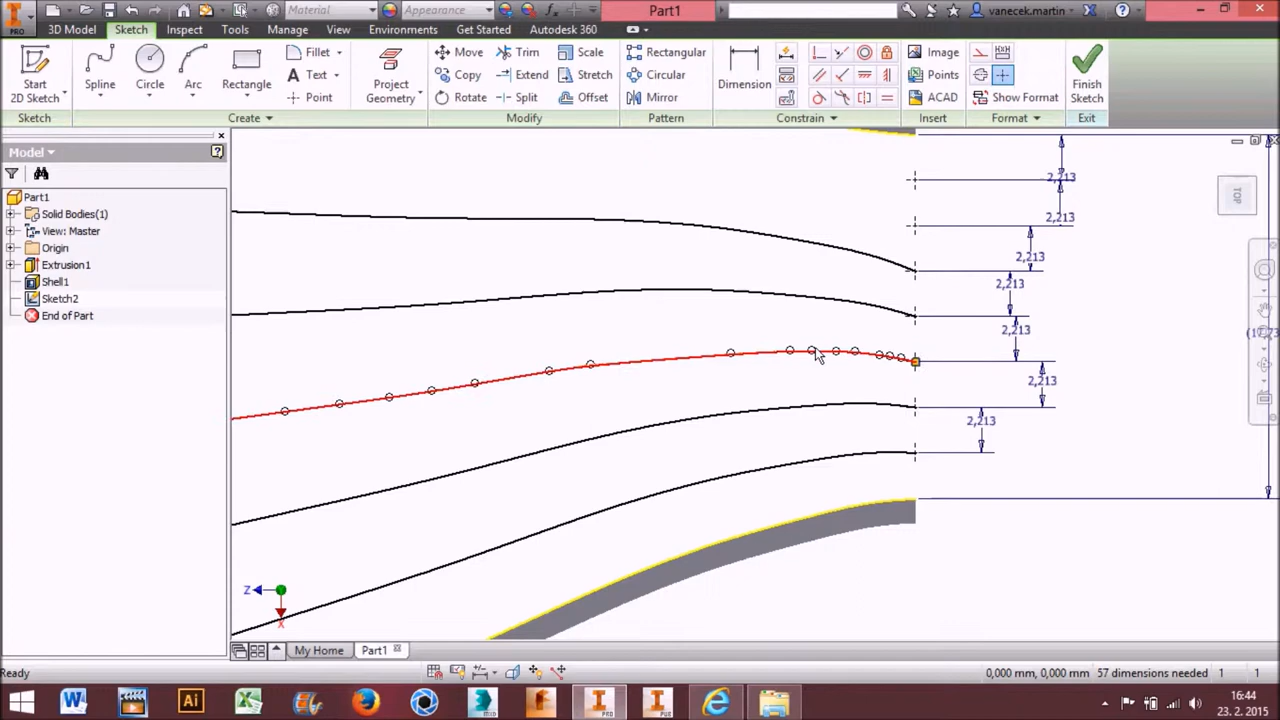 PRO
Material
Appearance
Part1
vanecek.martin
3D Model
Sketch
Inspect
Tools
Manage
View
Environments
Get Started
Autodesk 360
Start
2D Sketch
Spline
Circle
Arc
Rectangle
Fillet
Text
Point
Project
Geometry
Move
Copy
Rotate
Trim
Extend
Split
Scale
Stretch
Offset
Rectangular
Circular
Mirror
Dimension
Image
Points
ACAD
Show Format
Finish
Sketch
Sketch
Create
Modify
Pattern
Constrain
Insert
Format
Exit
Model
Part1
Solid Bodies(1)
View: Master
Origin
Extrusion1
Shell1
Sketch2
End of Part
2,213
2,213
2,213
2,213
2,213
2,213
2,213
TOP
Z
X
My Home
Part1
Ready
0,000 mm, 0,000 mm
57 dimensions needed
1
1
16:44
23. 2. 2015